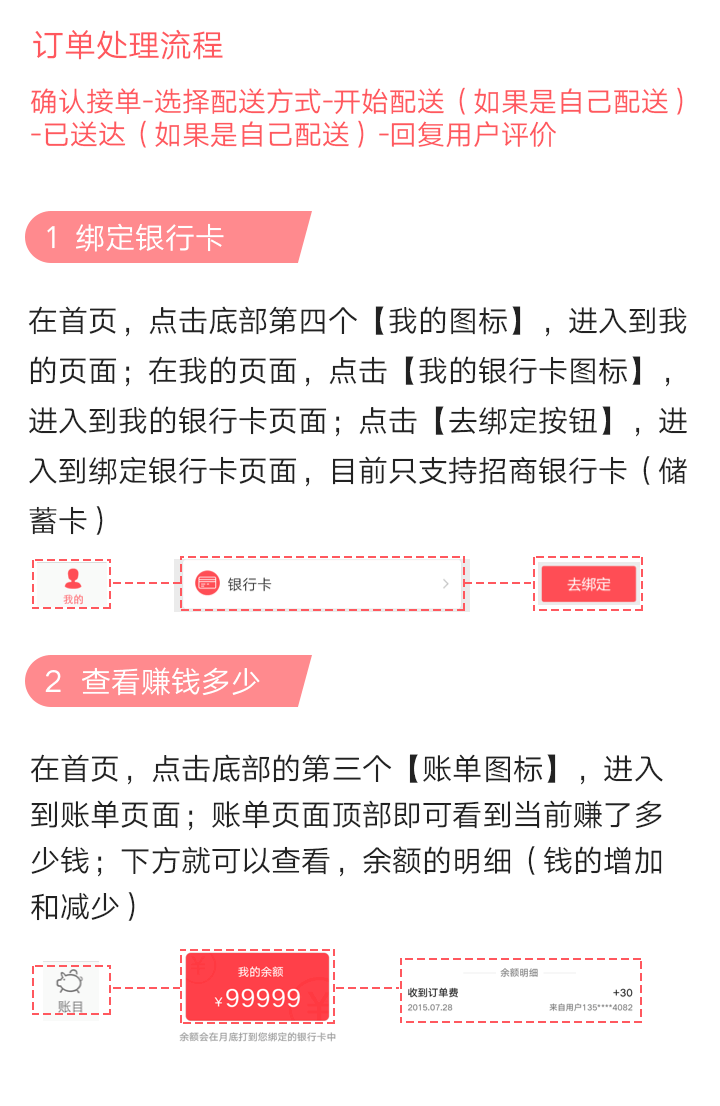 订单处理流程
确认接单-选择配送方式-开始配送（如果是自己配送）
-已送达（如果是自己配送）-回复用户评价
1 绑定银行卡
在首页，点击底部第四个【我的图标】，进入到我
的页面；在我的页面，点击【我的银行卡图标】，
进入到我的银行卡页面；点击【去绑定按钮】，进
入到绑定银行卡页面，目前只支持招商银行卡（储
蓄卡）
我的
银行卡
去绑定
2 查看赚钱多少
在首页，点击底部的第三个【账单图标】，进入
到账单页面；账单页面顶部即可看到当前赚了多
少钱；下方就可以查看，余额的明细（钱的增加
和减少）
账目
我的余额
¥99999
余额会在月底打到您绑定的银行卡中
余额明细
收到订单费 +30
2015.07.28 来自用户135****4082